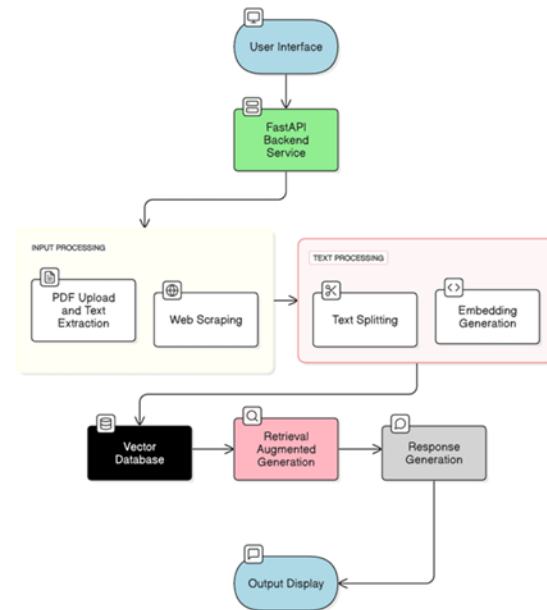 User Interface
FastAPI
Backend
Service
INPUT PROCESSING
PDF Upload
and Text
Extraction
Web Scraping
TEXT PROCESSING
Text Splitting
Embedding
Generation
Vector
Database
Retrieval
Augmented
Generation
Response
Generation
Output Display